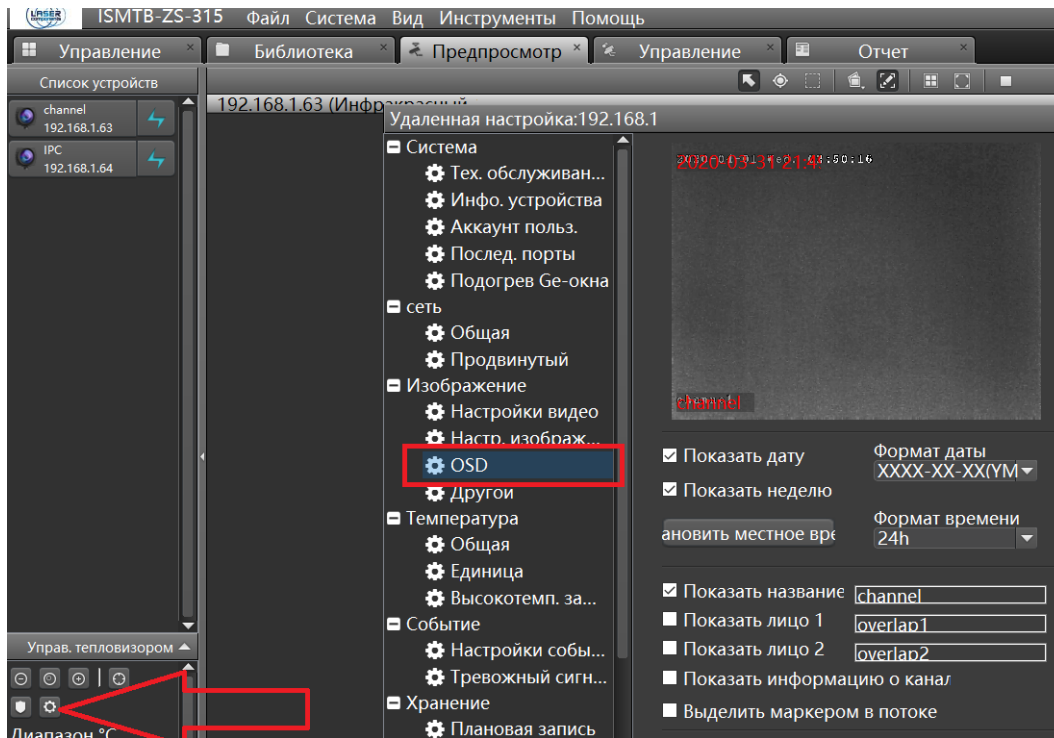 LASER
ISMTB-ZS-315 Файл Система Вид Инструменты Помощь
Управление × Библиотека × Предпросмотр × Управление × Отчет ×
Список устройств
channel
192.168.1.63
IPC
192.168.1.64
192.168.1.63 (Инфракрасный
Удаленная настройка:192.168.1
Система
Тех. обслуживан...
Инфо. устройства
Аккаунт польз.
Послед. порты
Подогрев Ge-окна
сеть
Общая
Продвинутый
Изображение
Настройки видео
Настр. изображ...
OSD
Другой
Температура
Общая
Единица
Высокотемп. за...
Событие
Настройки собы...
Тревожный сигн...
Хранение
Плановая запись
channel
Показать дату
Формат даты
XXXX-XX-XX(YM
Показать неделю
ановить местное вре
Формат времени
24h
Показать название channel
Показать лицо 1 overlap1
Показать лицо 2 overlap2
Показать информацию о канал
Выделить маркером в потоке
Управ. тепловизором
Диапазон °C